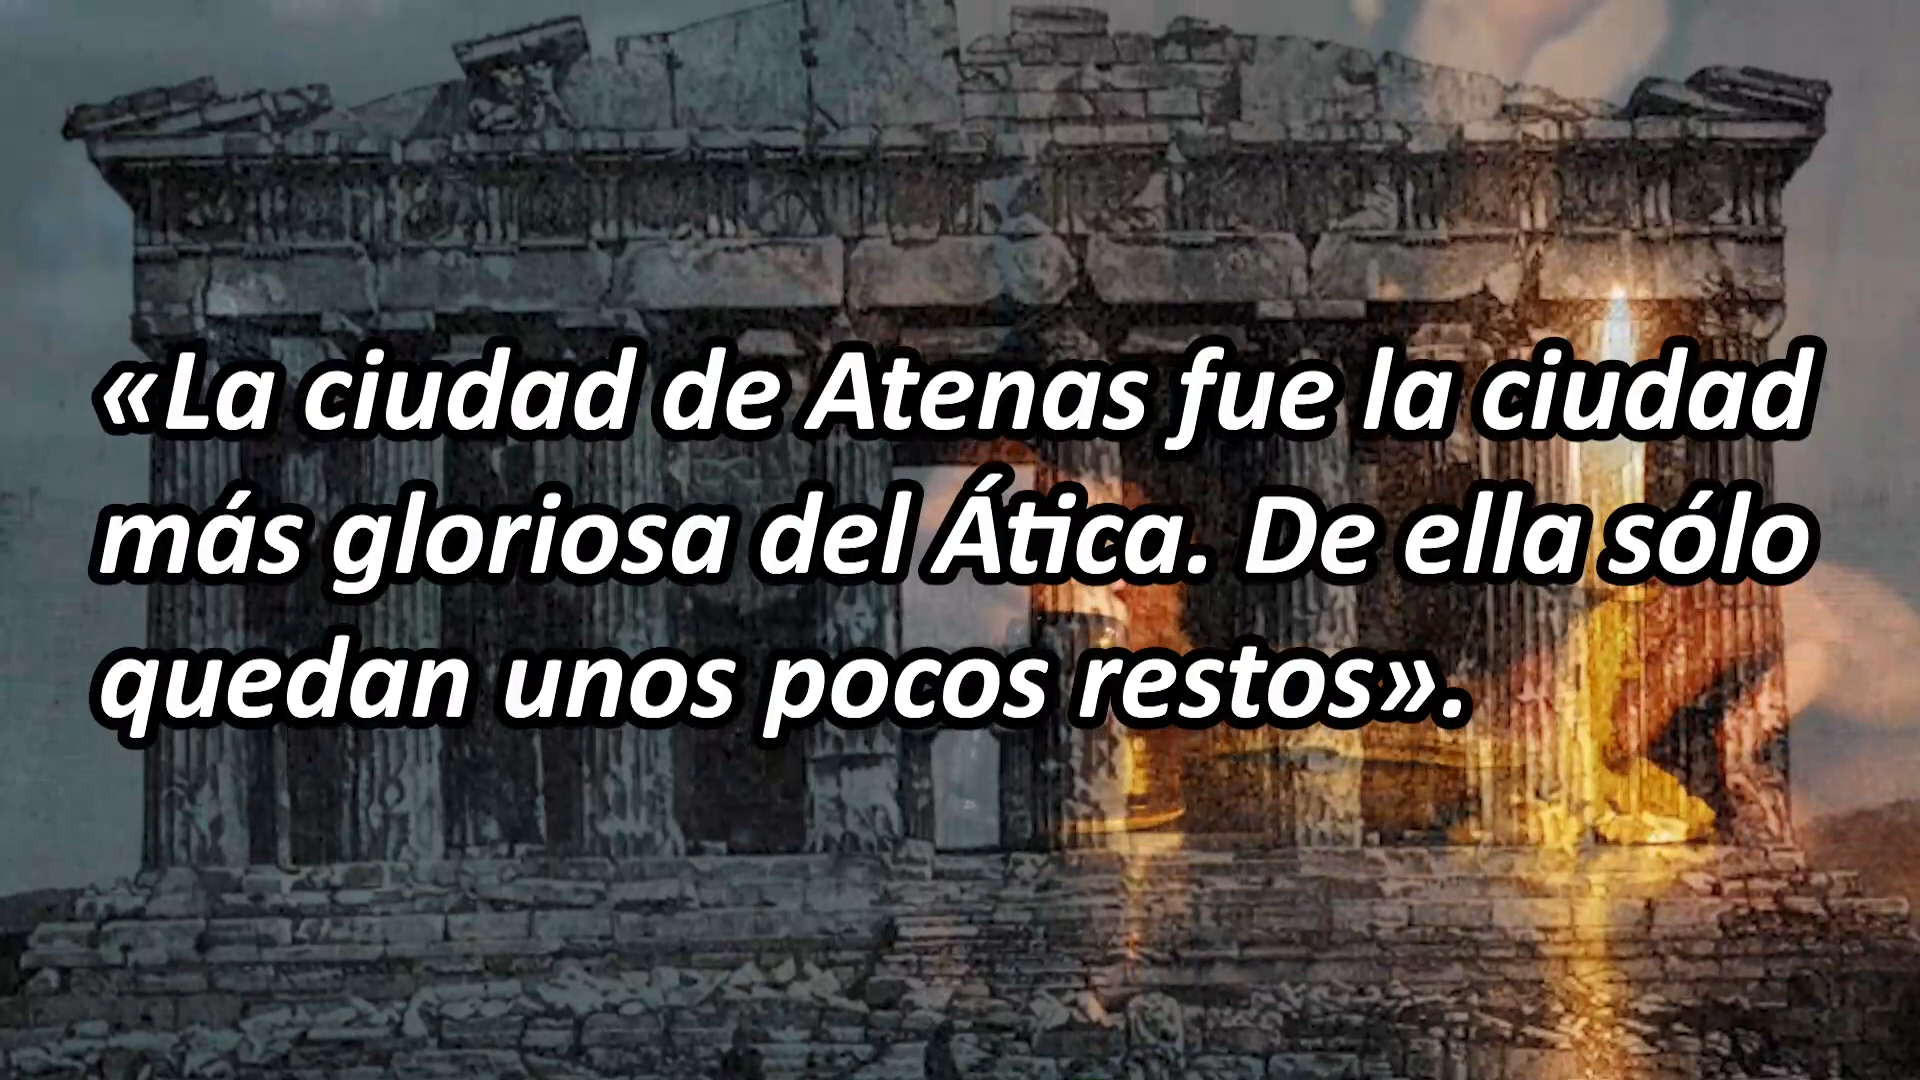 «La ciudad de Atenas fue la ciudad
más gloriosa del Ática. De ella sólo
quedan unos pocos restos».